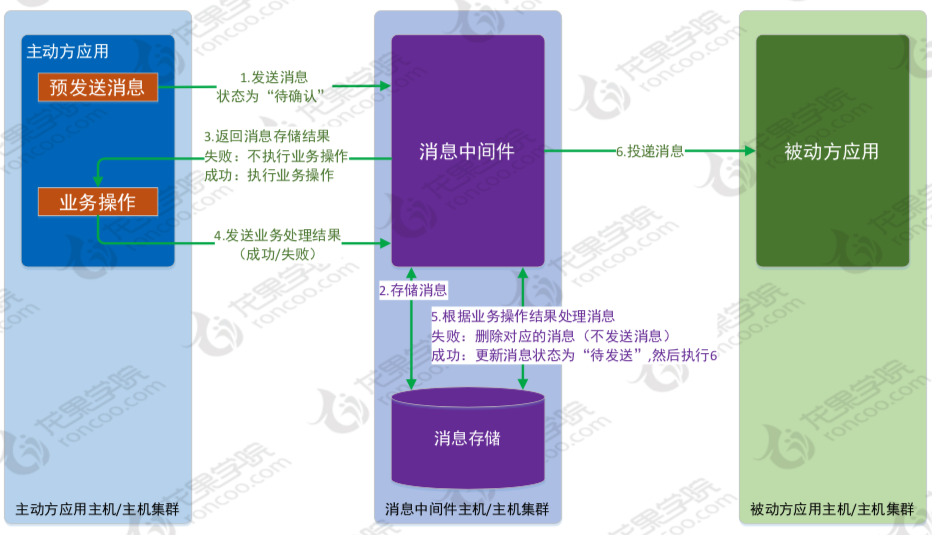 主动方应用
预发送消息
1.发送消息
状态为“待确认”
3.返回消息存储结果
失败：不执行业务操作
成功：执行业务操作
业务操作
4.发送业务处理结果
（成功/失败）
消息中间件
6.投递消息
被动方应用
2.存储消息
5.根据业务操作结果处理消息
失败：删除对应的消息（不发送消息）
成功：更新消息状态为“待发送”,然后执行6
消息存储
主动方应用主机/主机集群
消息中间件主机/主机集群
被动方应用主机/主机集群
龙果学院
roncoo.com